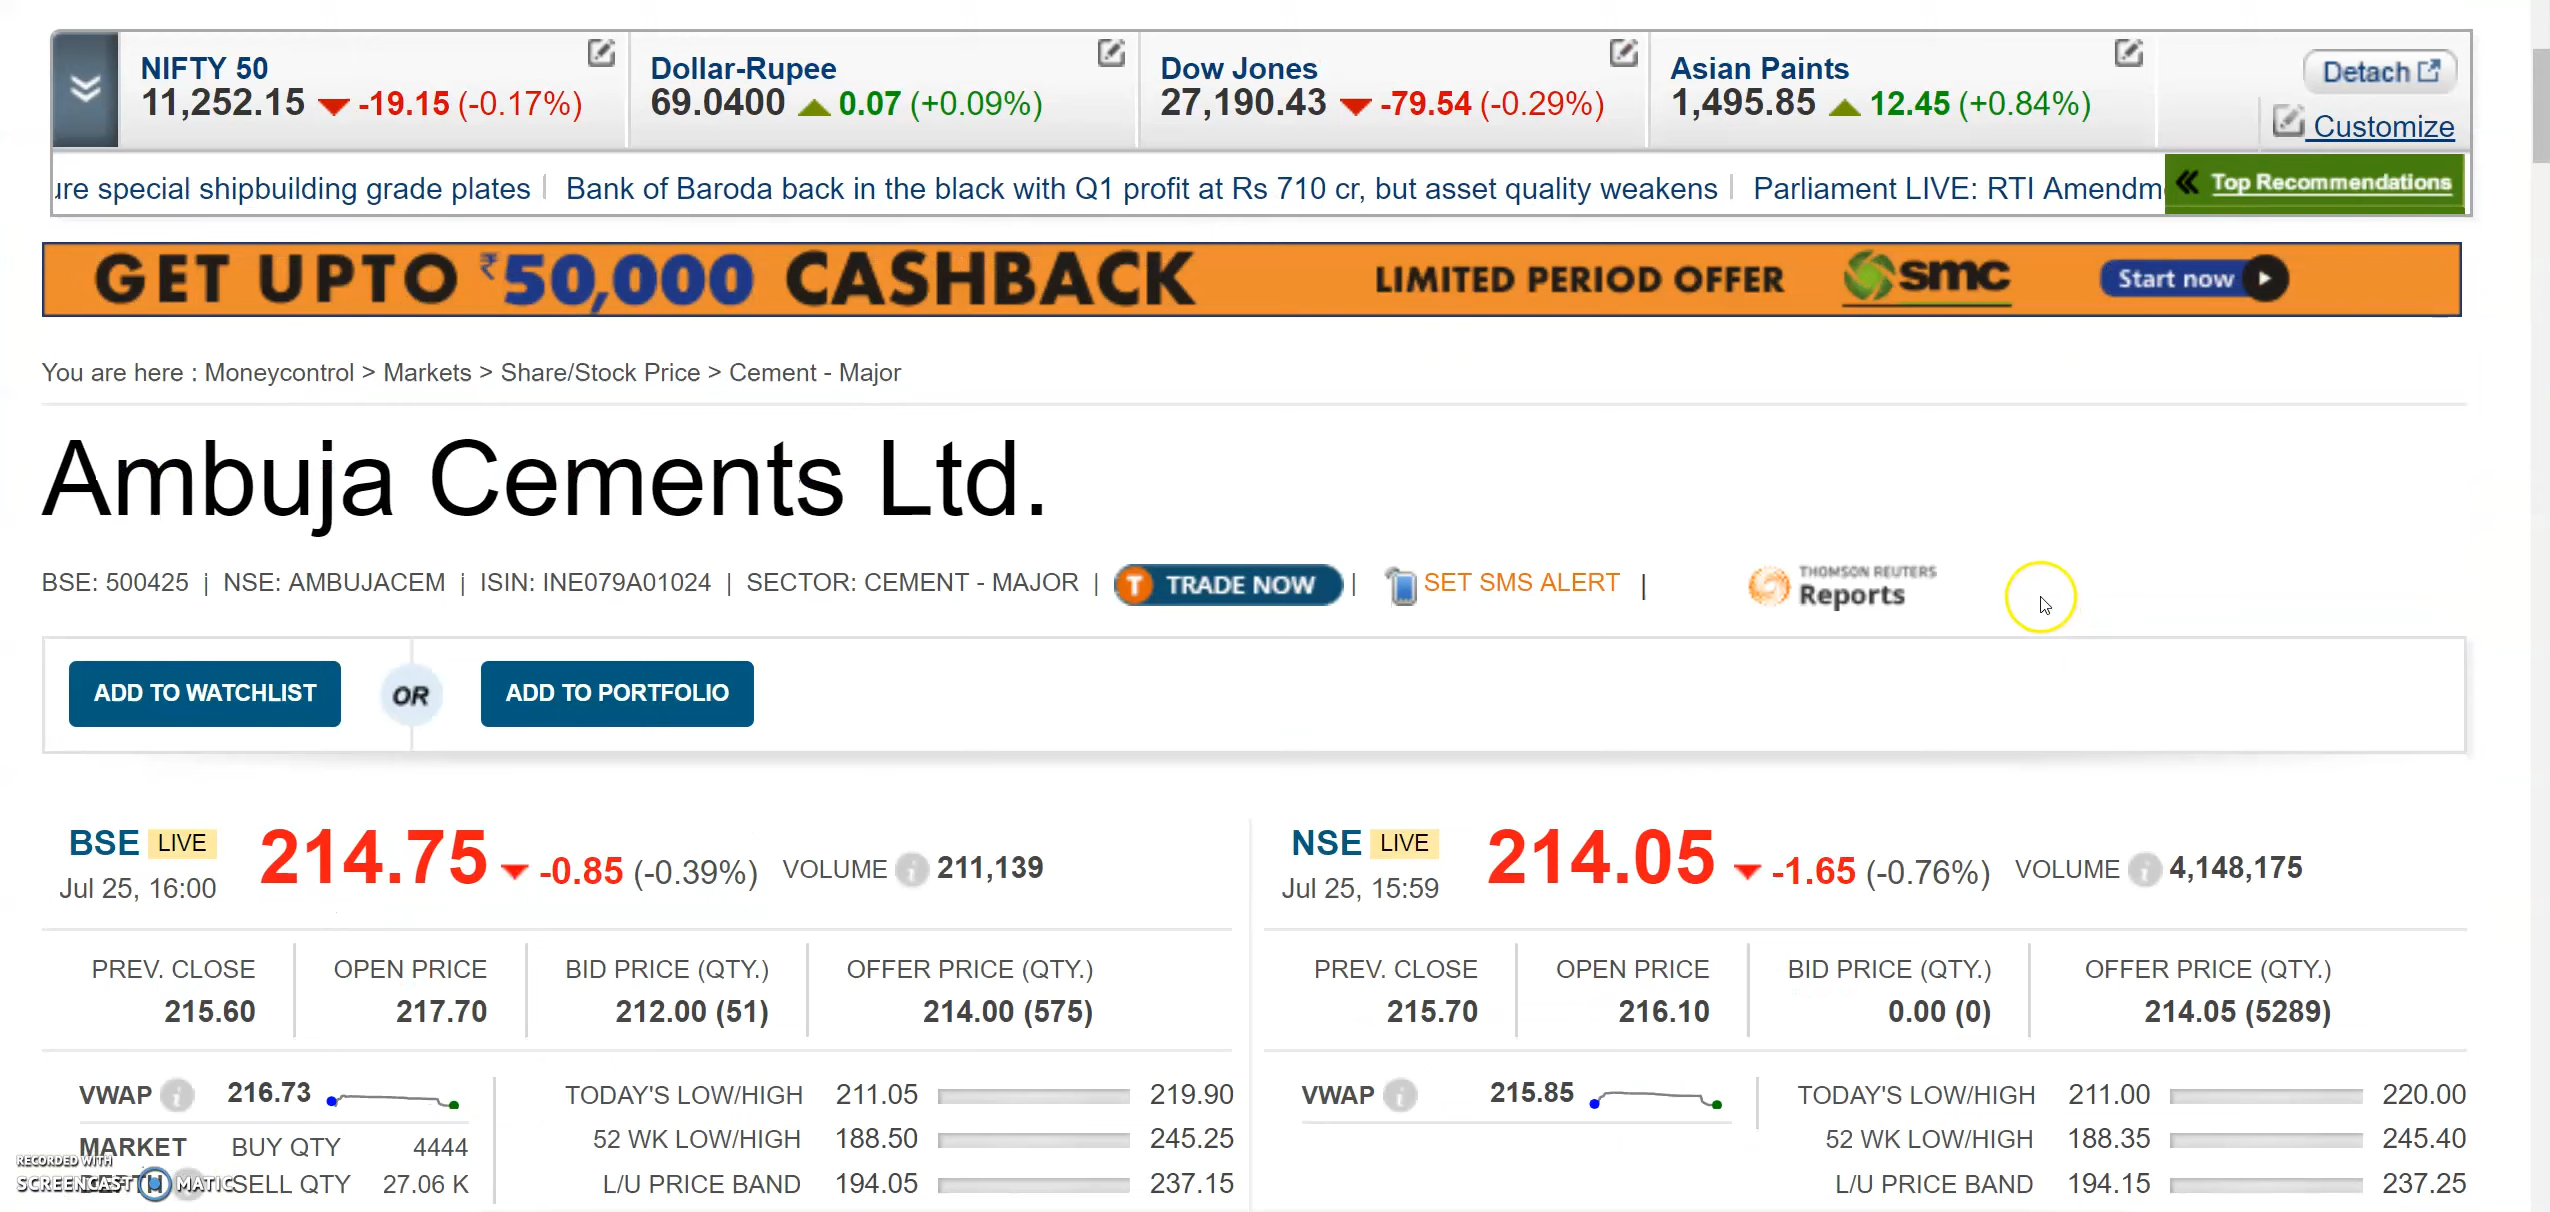 NIFTY 50
11,252.15 -19.15 (-0.17%)
Dollar-Rupee
69.0400 0.07 (+0.09%)
Dow Jones
27,190.43 -79.54 (-0.29%)
Asian Paints
1,495.85 12.45 (+0.84%)
Detach
Customize
ure special shipbuilding grade plates | Bank of Baroda back in the black with Q1 profit at Rs 710 cr, but asset quality weakens | Parliament LIVE: RTI Amendm
Top Recommendations
GET UPTO ₹50,000 CASHBACK LIMITED PERIOD OFFER smc Start now
You are here : Moneycontrol > Markets > Share/Stock Price > Cement - Major
Ambuja Cements Ltd.
BSE: 500425 | NSE: AMBUJACEM | ISIN: INE079A01024 | SECTOR: CEMENT - MAJOR | T TRADE NOW | SET SMS ALERT |
THOMSON REUTERS
Reports
ADD TO WATCHLIST OR ADD TO PORTFOLIO
BSE LIVE 214.75 -0.85 (-0.39%) VOLUME i 211,139
Jul 25, 16:00
PREV. CLOSE OPEN PRICE BID PRICE (QTY.) OFFER PRICE (QTY.)
215.60 217.70 212.00 (51) 214.00 (575)
VWAP i 216.73
MARKET BUY QTY 4444
SELL QTY 27.06 K
TODAY'S LOW/HIGH 211.05 219.90
52 WK LOW/HIGH 188.50 245.25
L/U PRICE BAND 194.05 237.15
NSE LIVE 214.05 -1.65 (-0.76%) VOLUME i 4,148,175
Jul 25, 15:59
PREV. CLOSE OPEN PRICE BID PRICE (QTY.) OFFER PRICE (QTY.)
215.70 216.10 0.00 (0) 214.05 (5289)
VWAP i 215.85
TODAY'S LOW/HIGH 211.00 220.00
52 WK LOW/HIGH 188.35 245.40
L/U PRICE BAND 194.15 237.25
RECORDED WITH
SCREENCAST MATIC